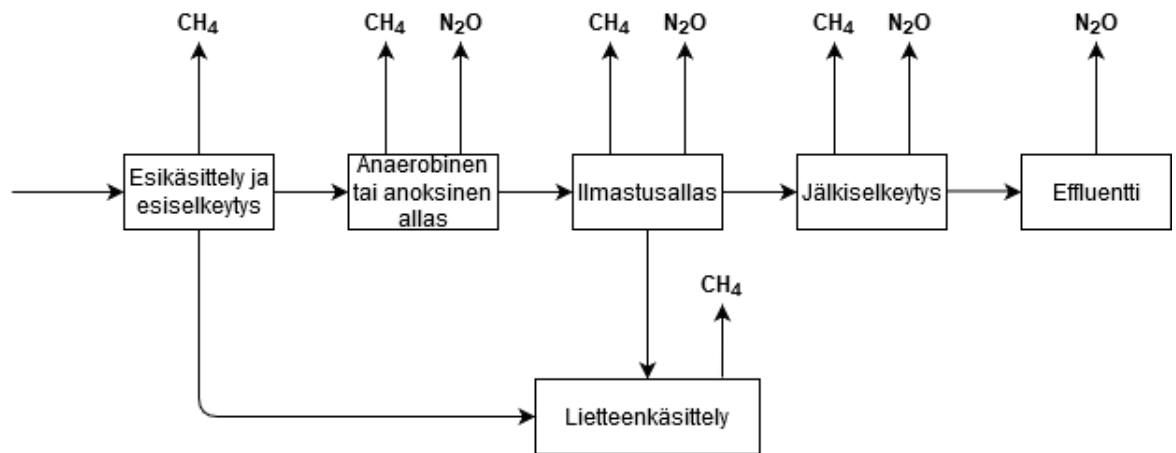 CH₄
CH₄ N₂O
CH₄ N₂O
CH₄ N₂O
N₂O
Esikäsittely ja
esiselkeytys
Anaerobinen
tai anoksinen
allas
Ilmastusallas
Jälkiselkeytys
Effluentti
CH₄
Lietteenkäsittely